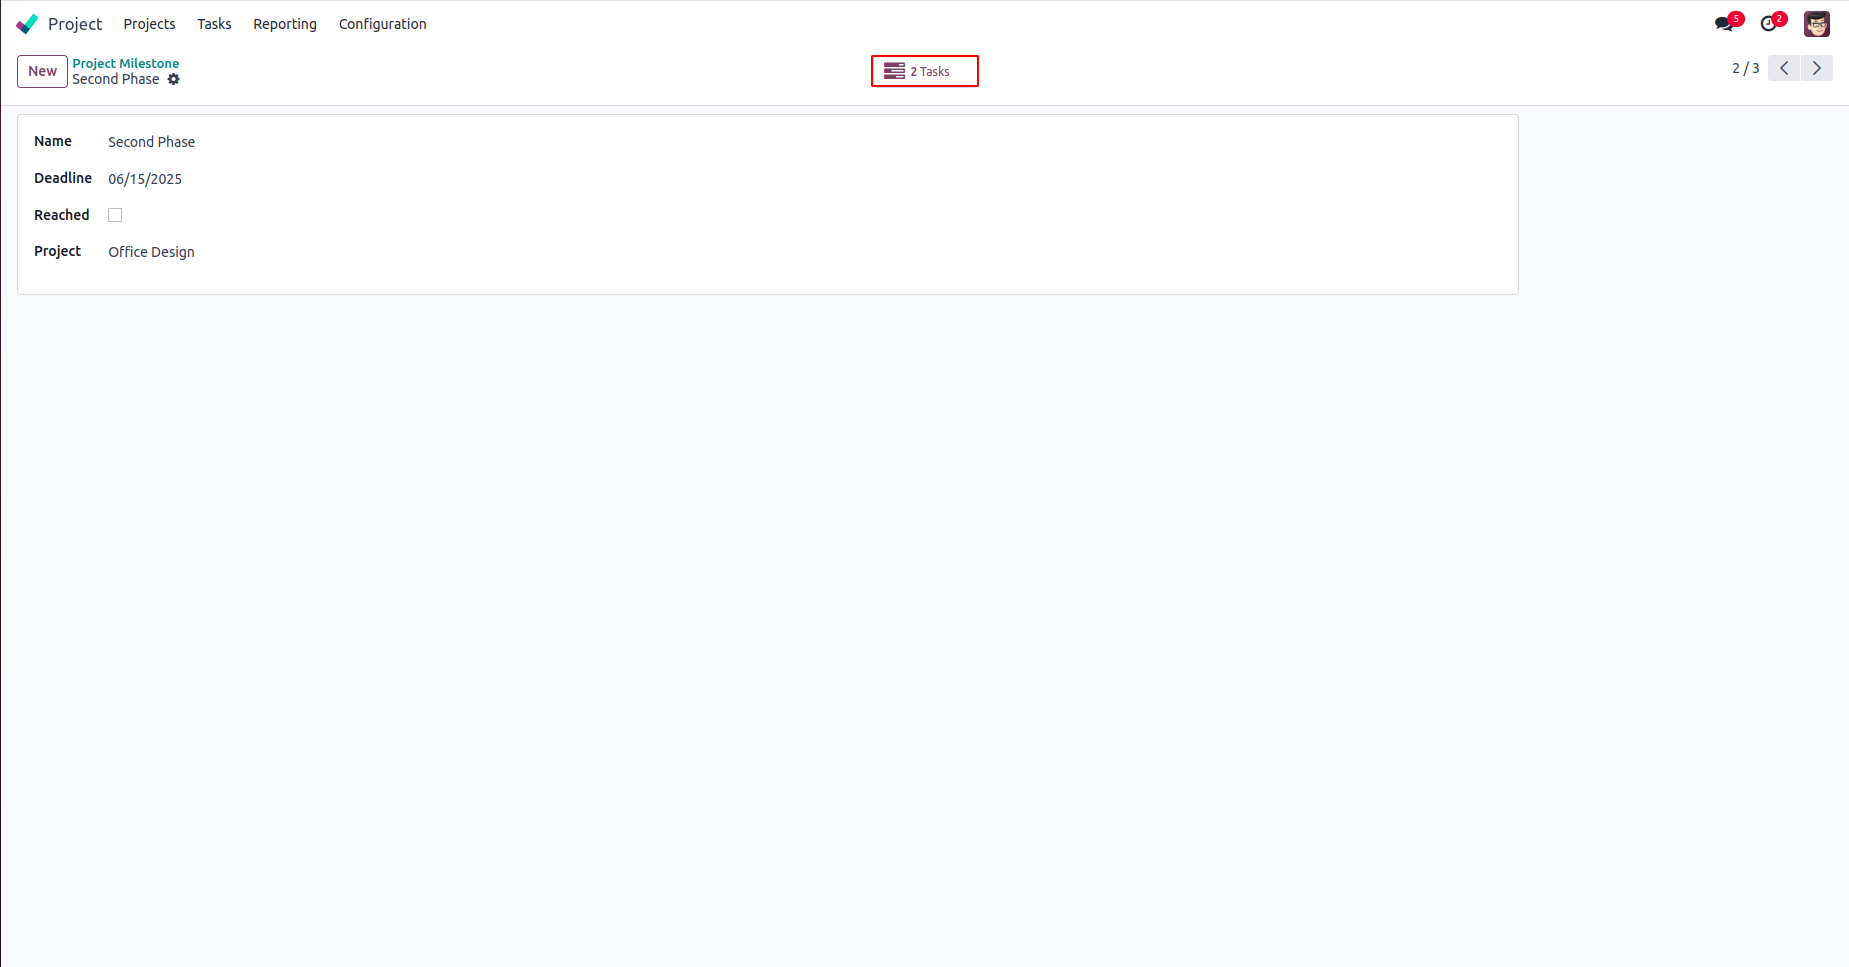 Project Projects Tasks Reporting Configuration 5 2
New Project Milestone 2 Tasks 2 / 3
Second Phase
Name Second Phase
Deadline 06/15/2025
Reached
Project Office Design